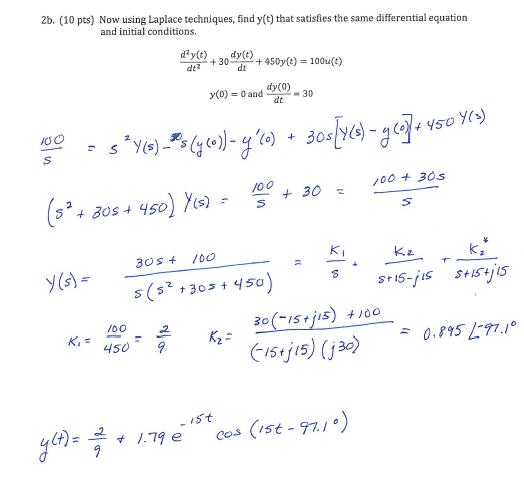 2b. (10 pts) Now using Laplace techniques, find y(t) that satisfies the same differential equation
and initial conditions.
d²y(t)/dt² + 30 dy(t)/dt + 450y(t) = 100u(t)
y(0) = 0 and dy(0)/dt = 30
100/s = s²Y(s) - s(y(0)) - y'(0) + 30s[Y(s) - y(0)] + 450 Y(s)
(s² + 30s + 450) Y(s) = 100/s + 30 = 100 + 30s/s
Y(s) = 30s + 100/s(s² + 30s + 450) = K₁/s + K₂/s+15-j15 + K₂*/s+15+j15
K₁ = 100/450 = 2/9 K₂ = 30(-15+j15) + 100/(-15+j15)(j30) = 0.895 ∠-97.1°
y(t) = 2/9 + 1.79 e^-15t cos (15t - 97.1°)